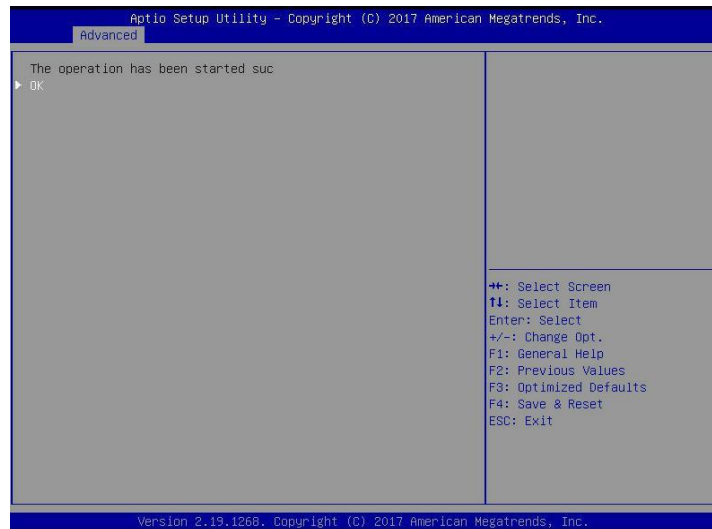 Aptio Setup Utility – Copyright (C) 2017 American Megatrends, Inc.
Advanced
The operation has been started suc
▶ OK
→←: Select Screen
↑↓: Select Item
Enter: Select
+/-: Change Opt.
F1: General Help
F2: Previous Values
F3: Optimized Defaults
F4: Save & Reset
ESC: Exit
Version 2.19.1268. Copyright (C) 2017 American Megatrends, Inc.